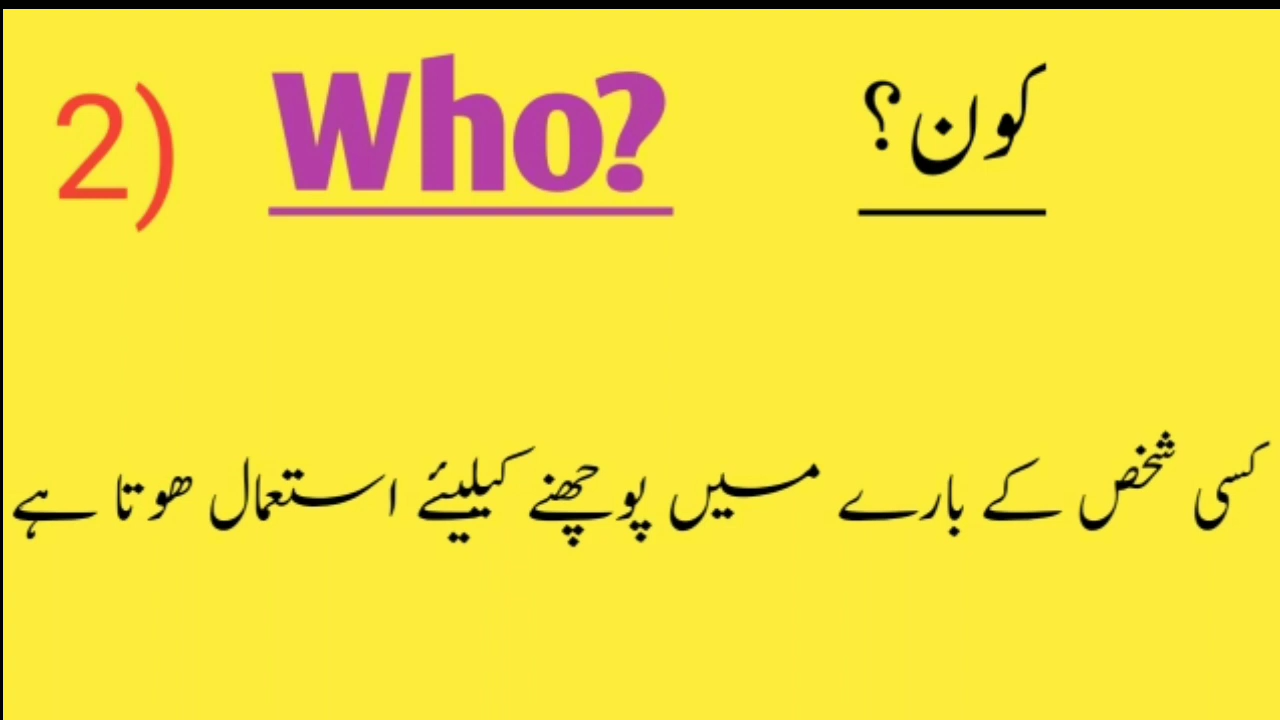 2) Who? کون؟
کسی شخص کے بارے میں پوچھنے کیلیئے استعمال ھوتا ہے